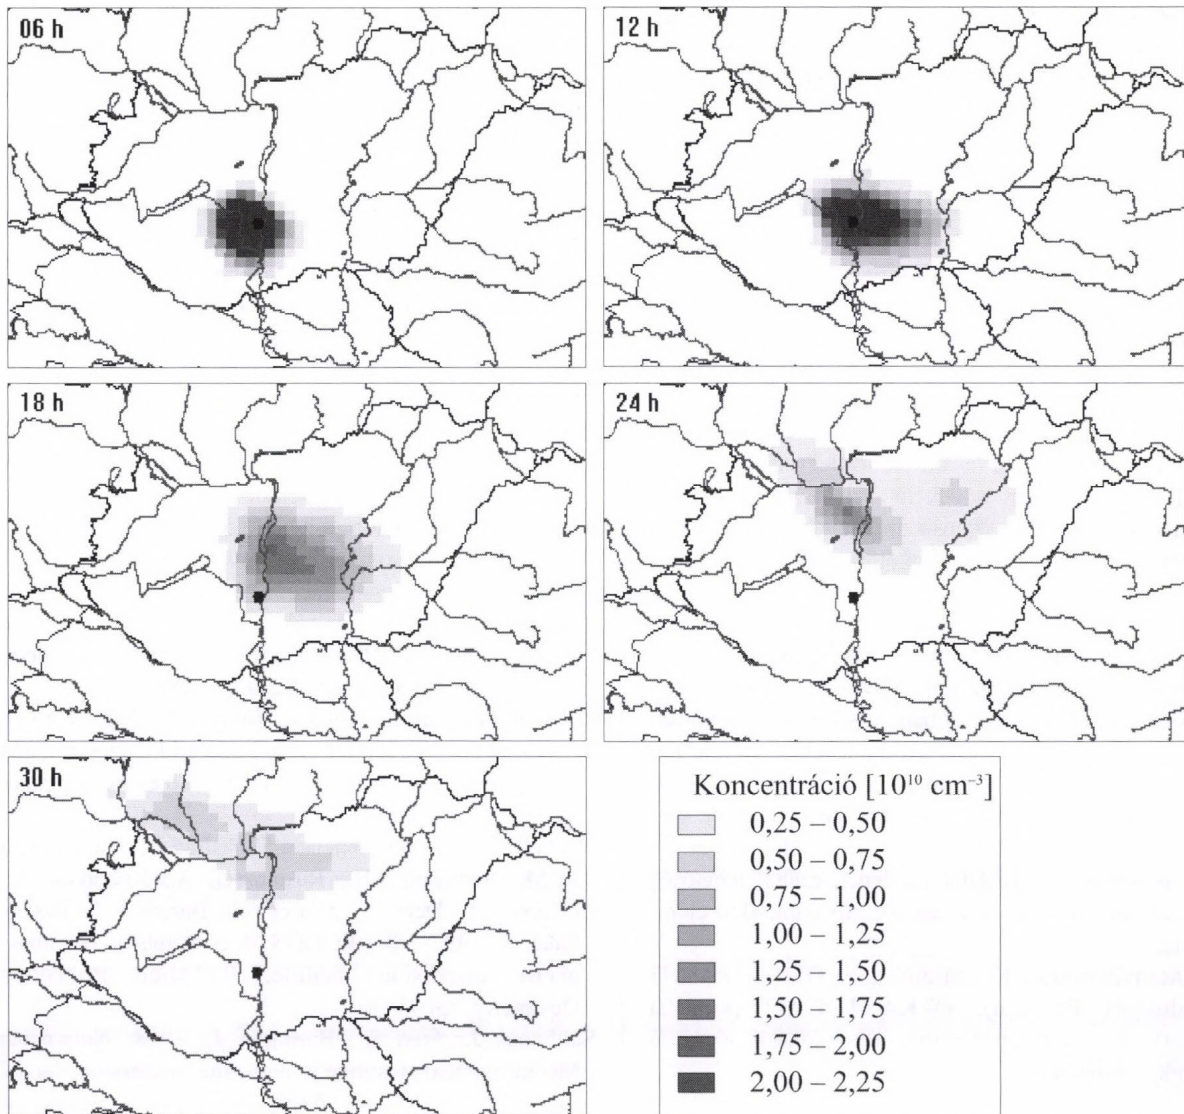 06 h
12 h
18 h
24 h
30 h
Koncentráció [10¹⁰ cm⁻³]
0,25 – 0,50
0,50 – 0,75
0,75 – 1,00
1,00 – 1,25
1,25 – 1,50
1,50 – 1,75
1,75 – 2,00
2,00 – 2,25